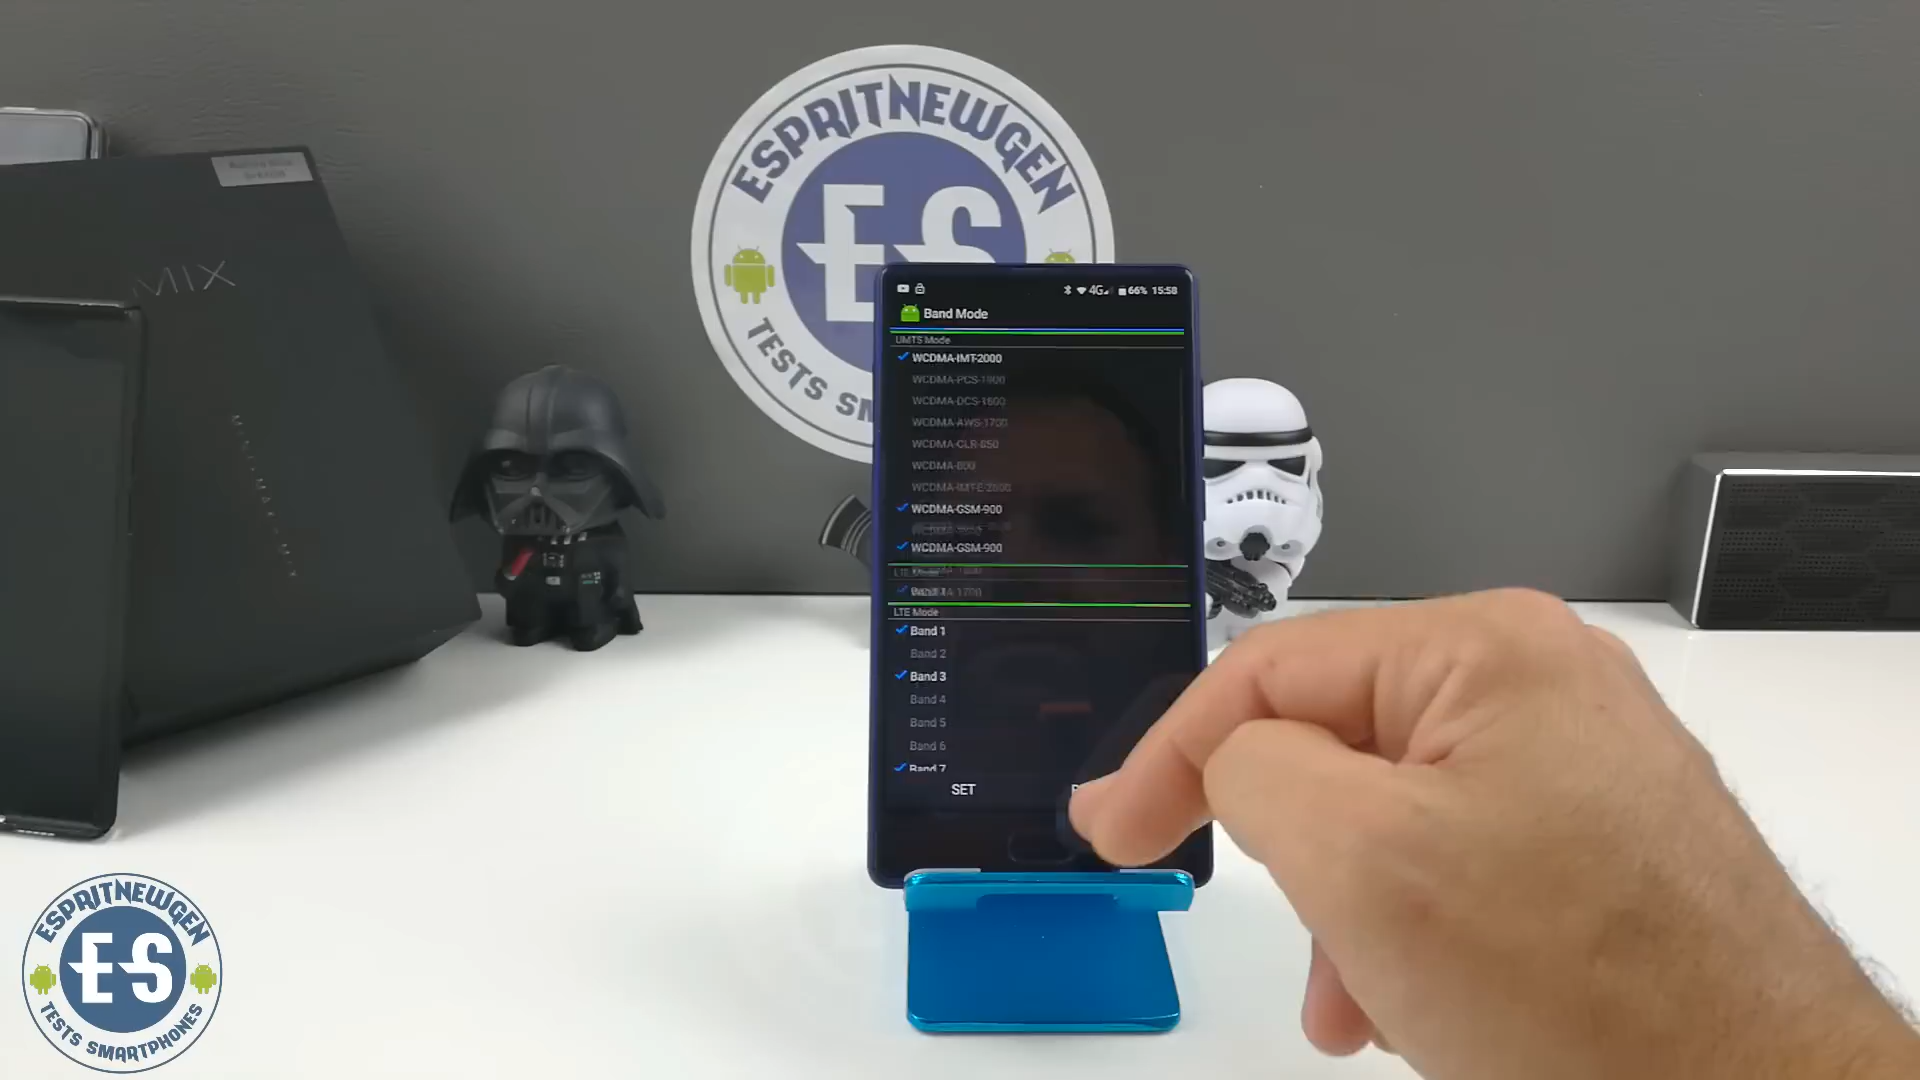 ESPRITNEWGEN
ES
TESTS SM
MIX
4G
66% 15:58
Band Mode
UMTS Mode
WCDMA-IMT-2000
WCDMA-PCS-1900
WCDMA-DCS-1800
WCDMA-AWS-1700
WCDMA-CLR-850
WCDMA-800
WCDMA-IMT-E-2600
WCDMA-GSM-900
WCDMA-GSM-900
LTE Mode
Band 1
Band 2
Band 3
Band 4
Band 5
Band 6
Band 7
SET
ESPRITNEWGEN
ES
TESTS SMARTPHONES